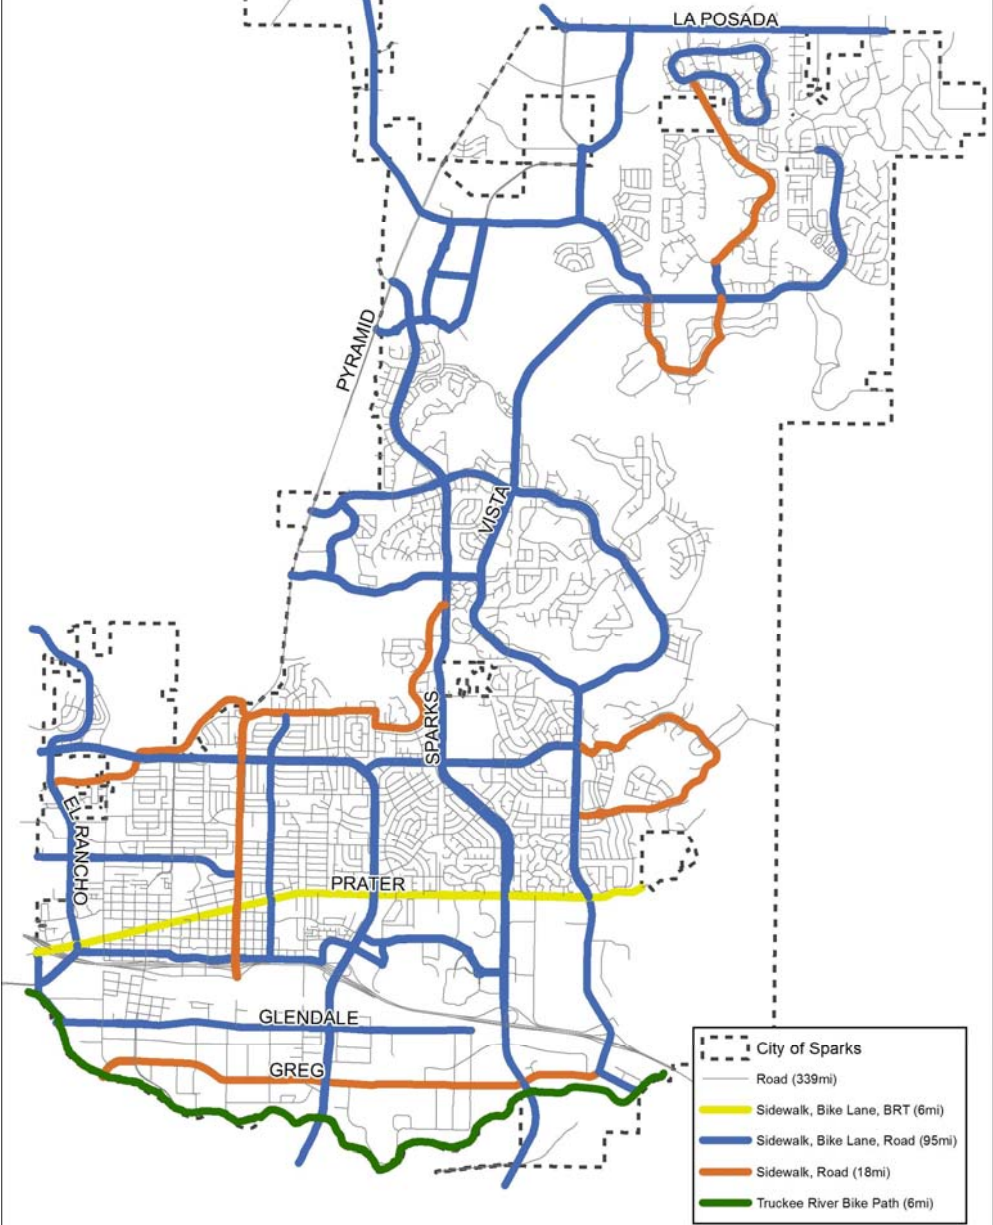 LA POSADA
PYRAMID
VISTA
SPARKS
EL RANCHO
PRATER
GLENDALE
GREG
City of Sparks
Road (339mi)
Sidewalk, Bike Lane, BRT (6mi)
Sidewalk, Bike Lane, Road (95mi)
Sidewalk, Road (18mi)
Truckee River Bike Path (6mi)